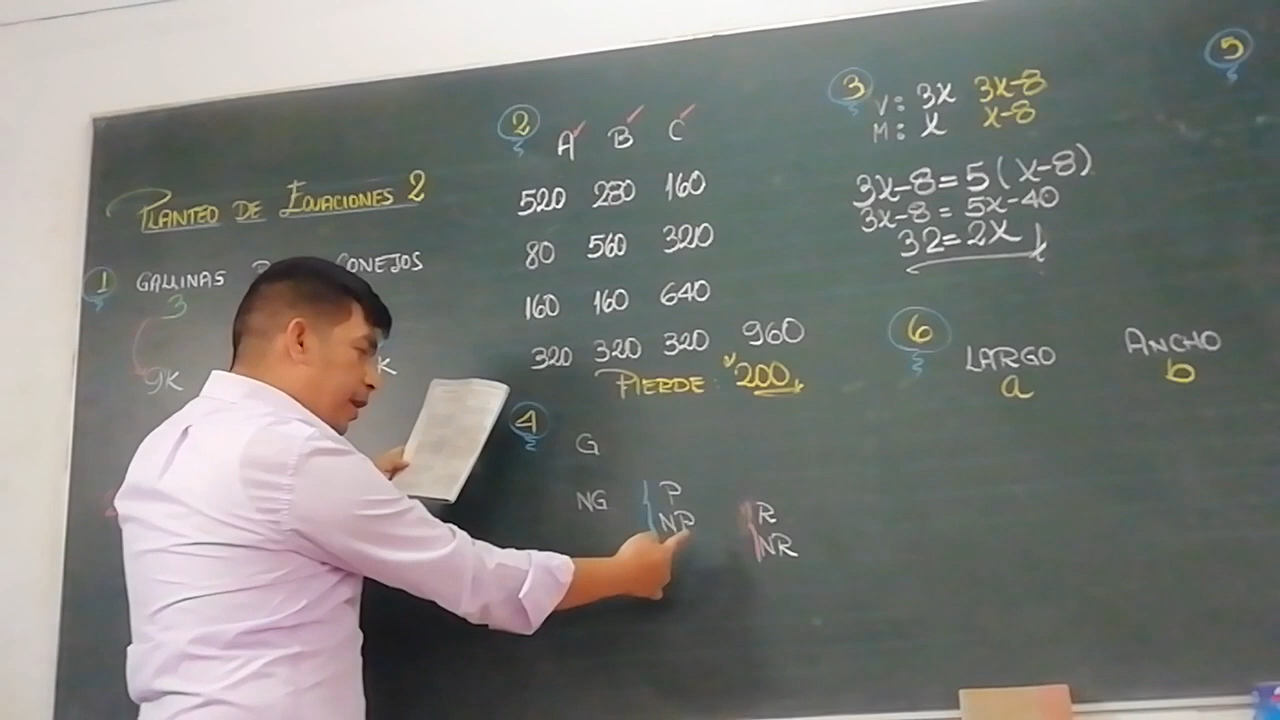 PLANTEO DE ECUACIONES 2
1 GALLINAS CONEJOS
3
9K K
2
A B C
520 280 160
80 560 320
160 160 640
320 320 320 960
PIERDE: 200
3
V: 3x 3x-8
M: x x-8
3x-8=5(x-8)
3x-8=5x-40
32=2x
4
G
NG P
NP R
NR
5
6 LARGO ANCHO
a b